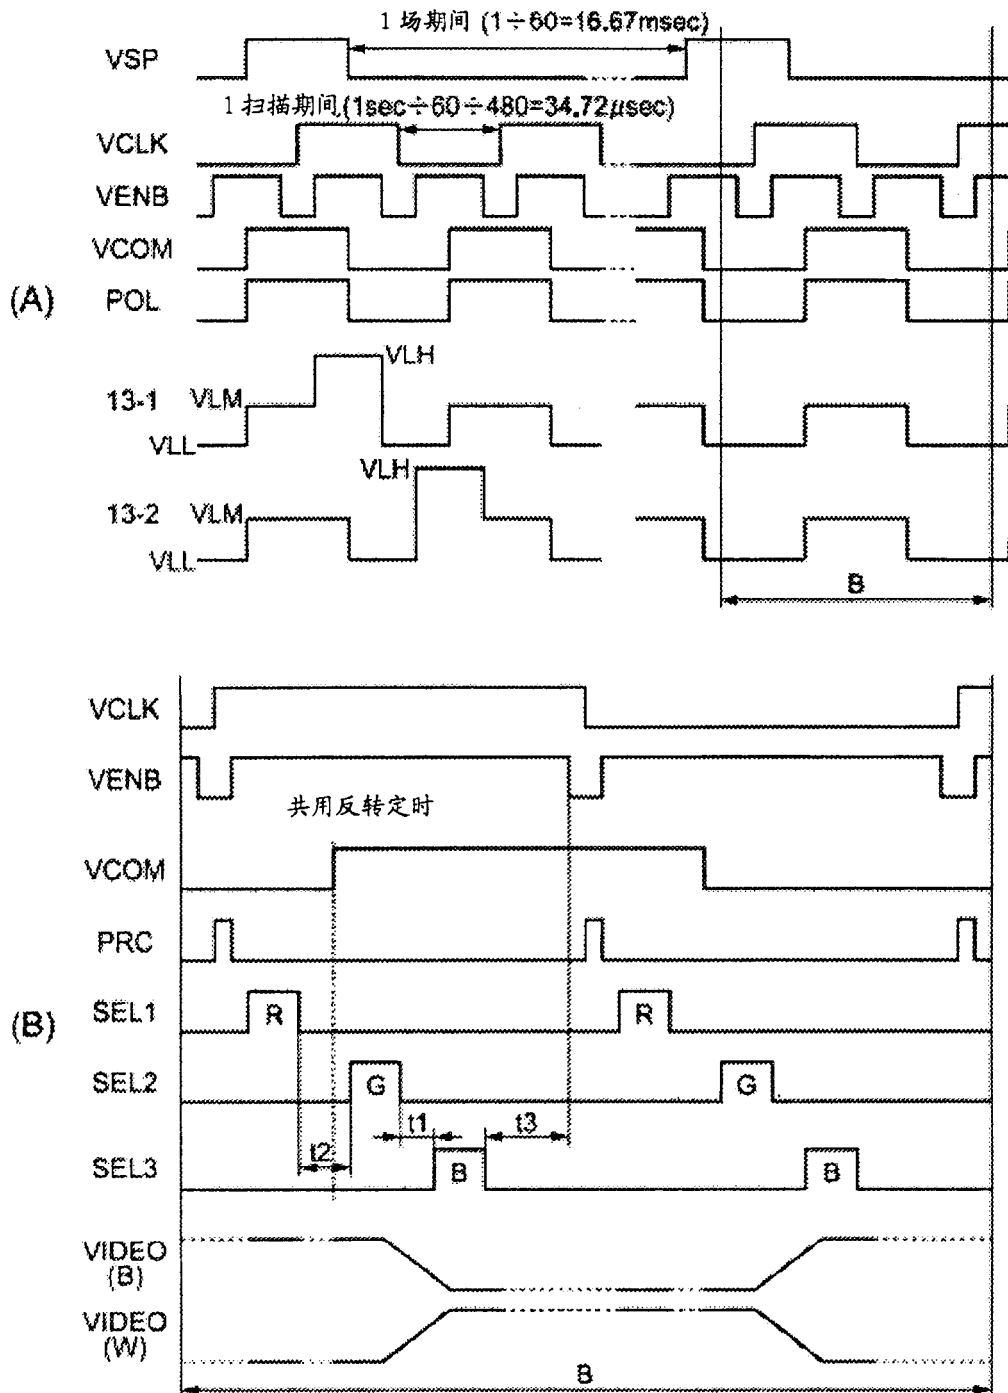 1场期间 (1÷60=16.67msec)
VSP
1扫描期间(1sec÷60÷480=34.72μsec)
VCLK
VENB
VCOM
(A)
POL
VLH
13-1 VLM
VLL
VLH
13-2 VLM
VLL
B
VCLK
VENB
共用反转定时
VCOM
PRC
(B)
SEL1 R R
SEL2 G G
t1 t3
t2
SEL3 B B
VIDEO
(B)
VIDEO
(W)
B